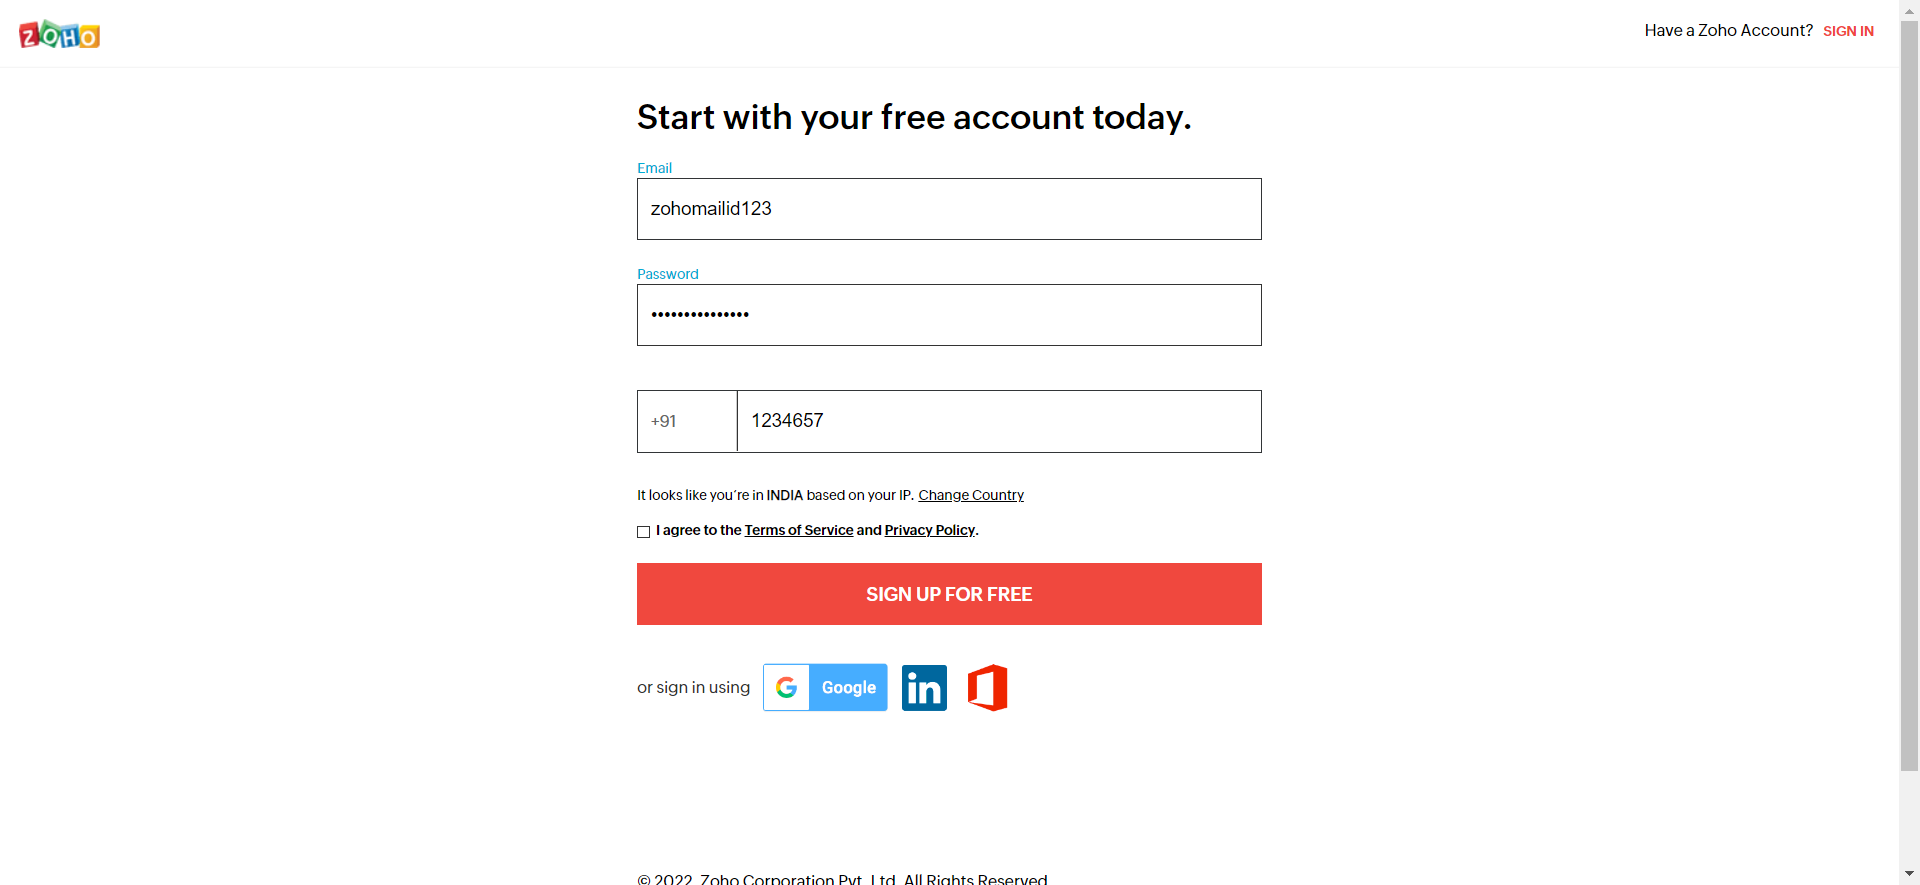 ZOHO
Have a Zoho Account? SIGN IN
Start with your free account today.
Email
zohomailid123
Password
•••••••••••••••
+91 1234657
It looks like you´re in INDIA based on your IP. Change Country
I agree to the Terms of Service and Privacy Policy.
SIGN UP FOR FREE
or sign in using Google in
© 2022, Zoho Corporation Pvt. Ltd. All Rights Reserved.